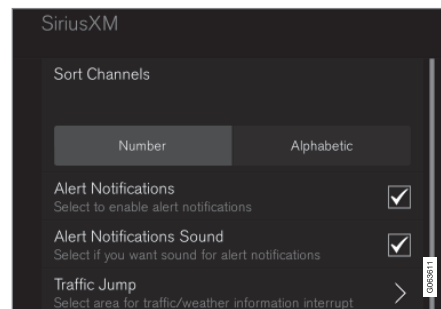 SiriusXM
Sort Channels
Number Alphabetic
Alert Notifications
Select to enable alert notifications
Alert Notifications Sound
Select if you want sound for alert notifications
Traffic Jump
Select area for traffic/weather information interrupt
G063611